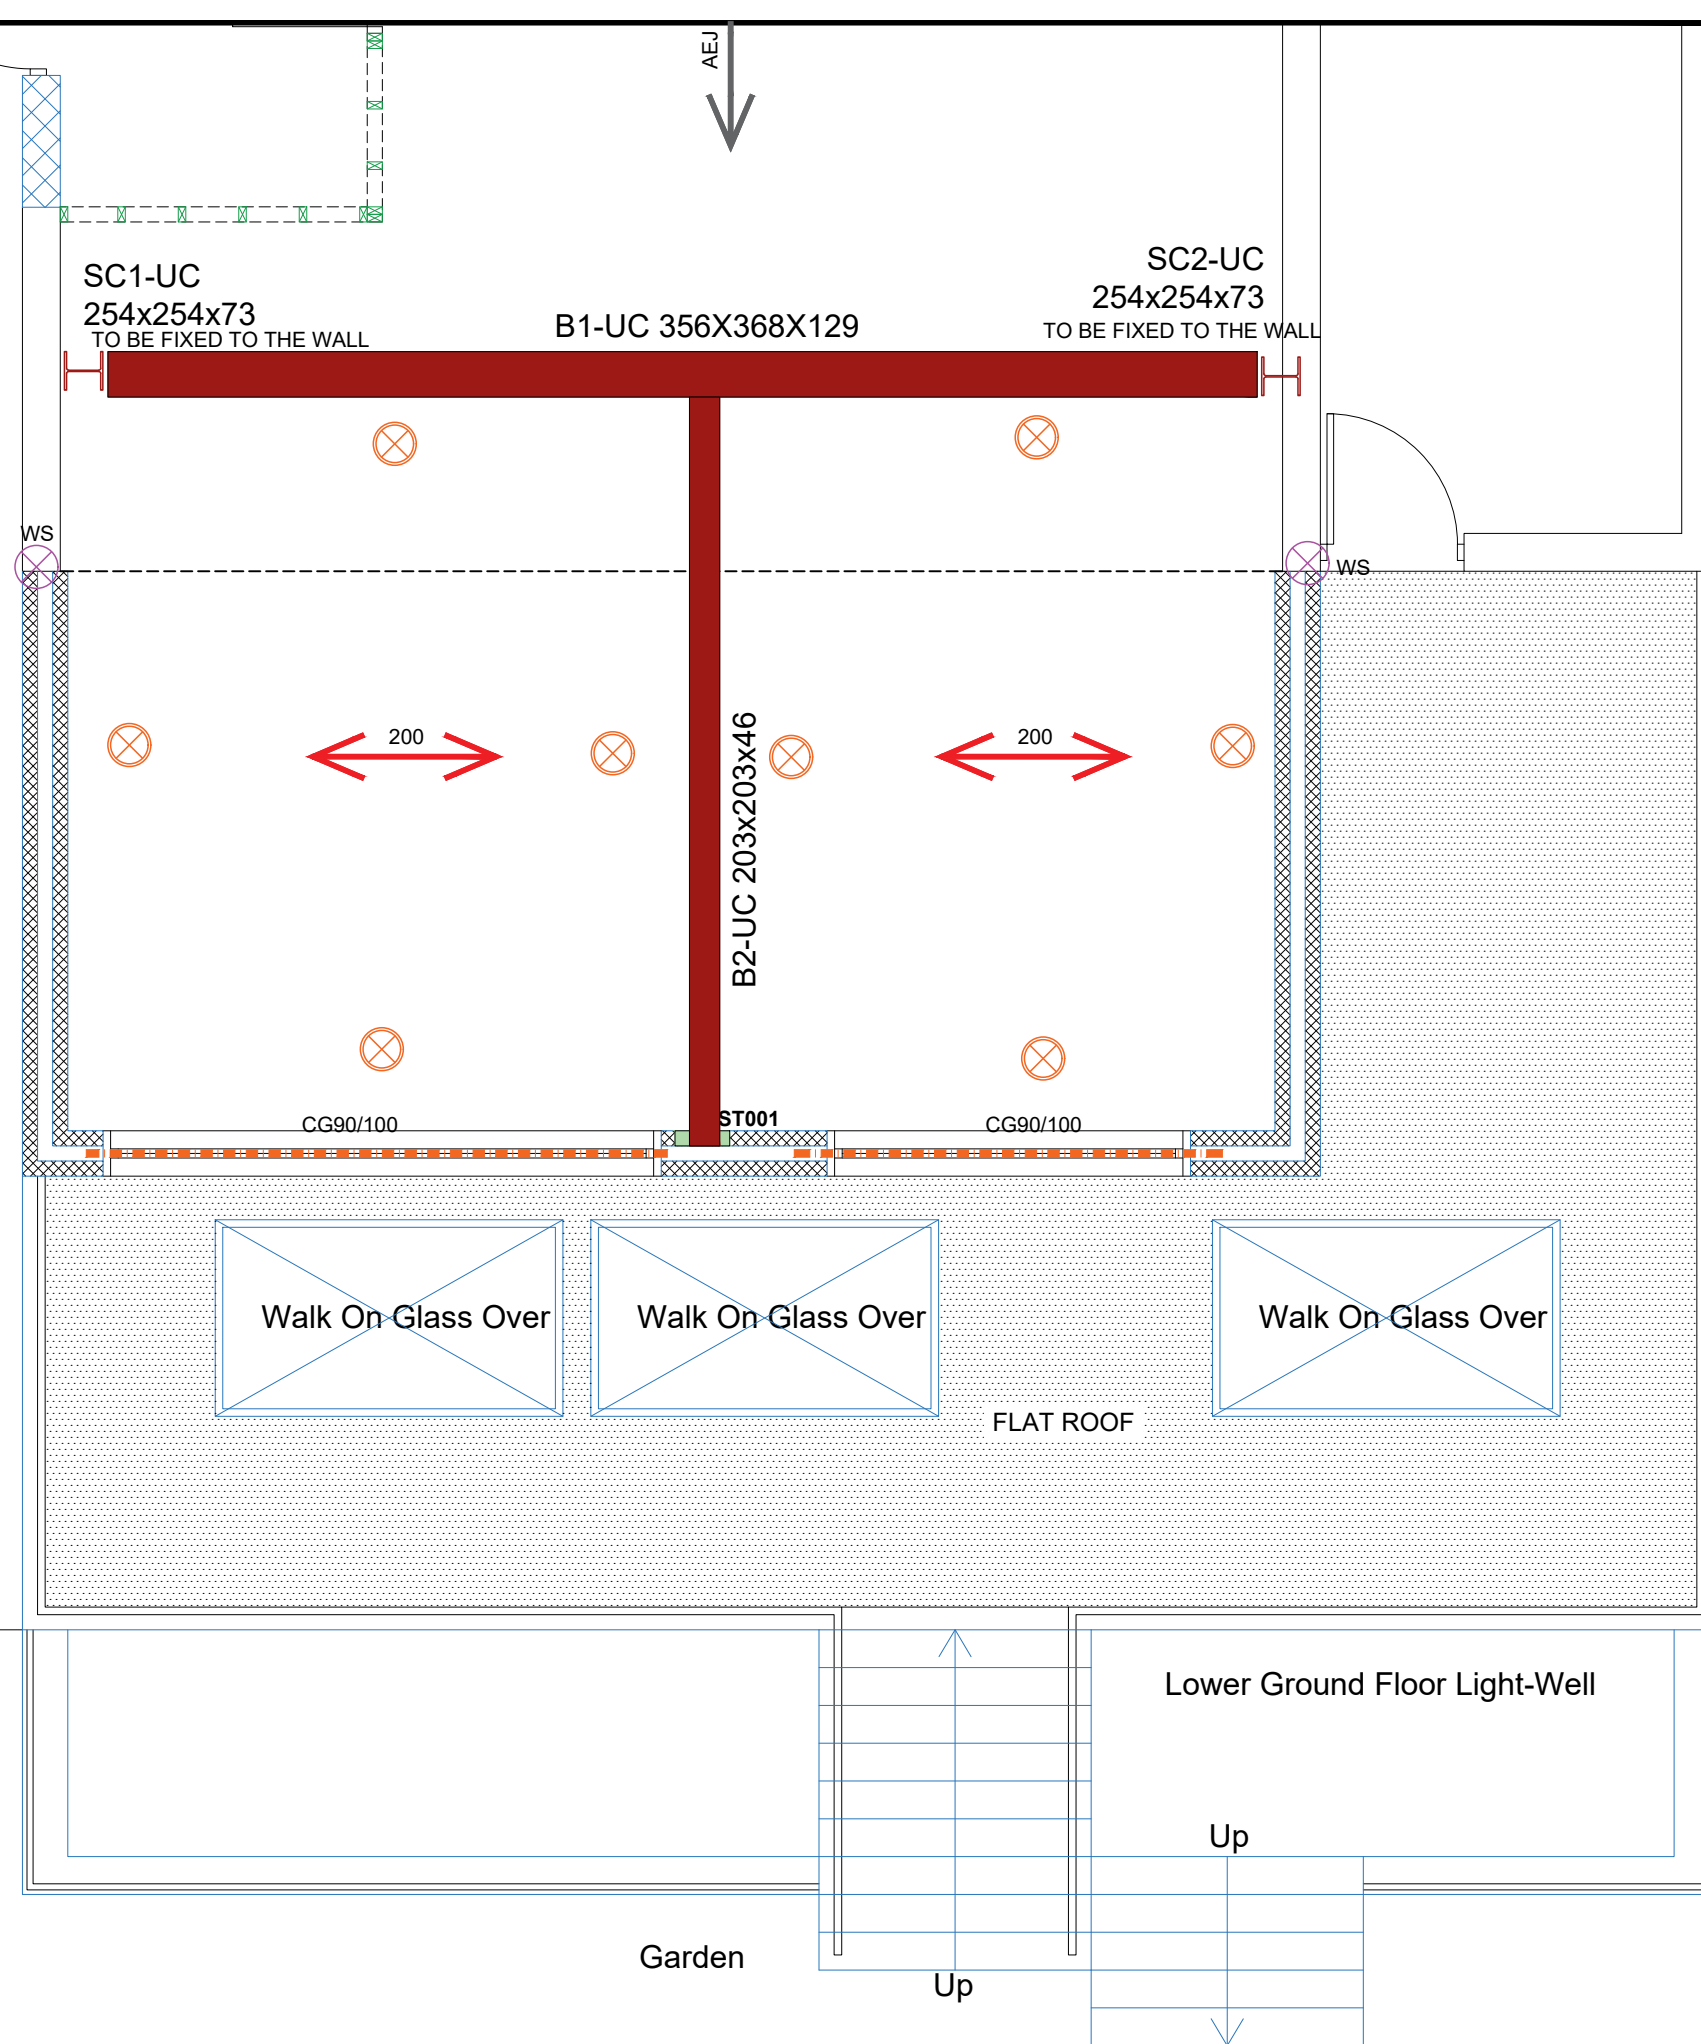 AEJ
SC1-UC
254x254x73
TO BE FIXED TO THE WALL
B1-UC 356X368X129
SC2-UC
254x254x73
TO BE FIXED TO THE WALL
WS
WS
200
200
B2-UC 203x203x46
CG90/100
ST001
CG90/100
Walk On Glass Over
Walk On Glass Over
Walk On Glass Over
FLAT ROOF
Lower Ground Floor Light-Well
Up
Garden
Up